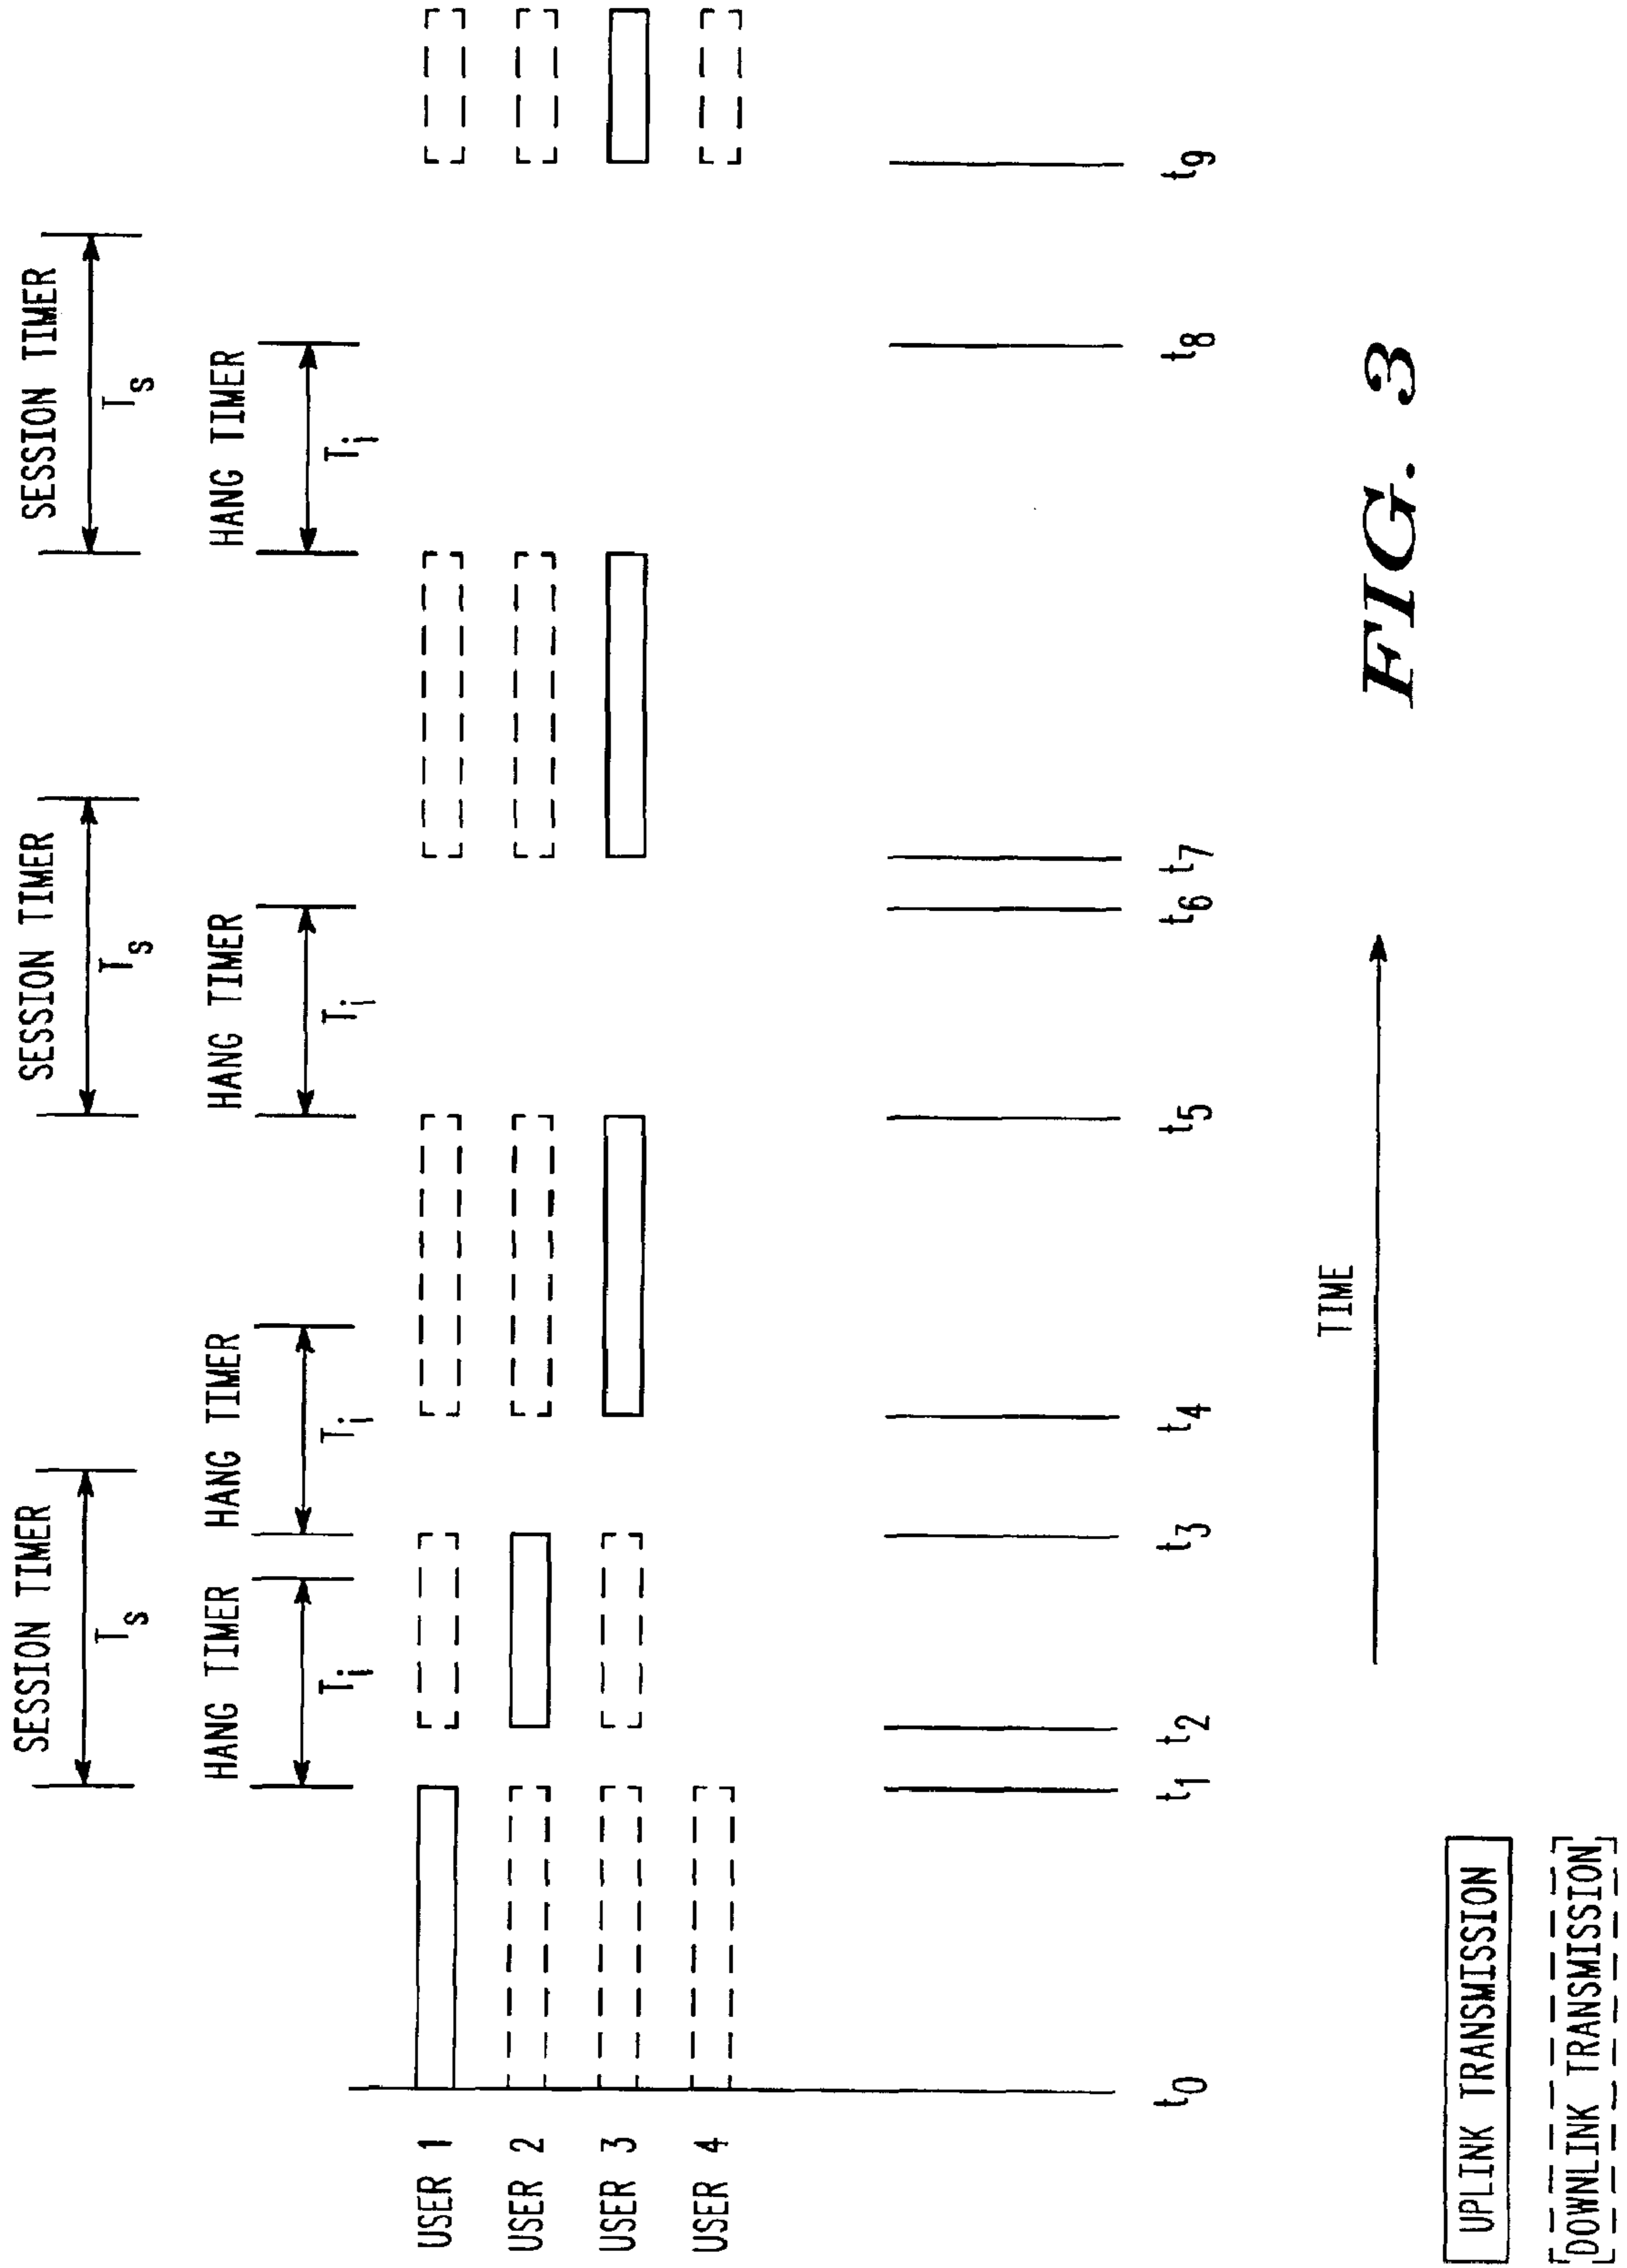 SESSION TIMER
T_s
SESSION TIMER
T_s
SESSION TIMER
T_s
HANG TIMER
T_i
HANG TIMER
T_i
HANG TIMER
T_i
HANG TIMER
T_i
USER 1
USER 2
USER 3
USER 4
t_0
t_1
t_2
t_3
t_4
t_5
t_6
t_7
t_8
t_9
TIME
FIG. 3
UPLINK TRANSMISSION
DOWNLINK TRANSMISSION